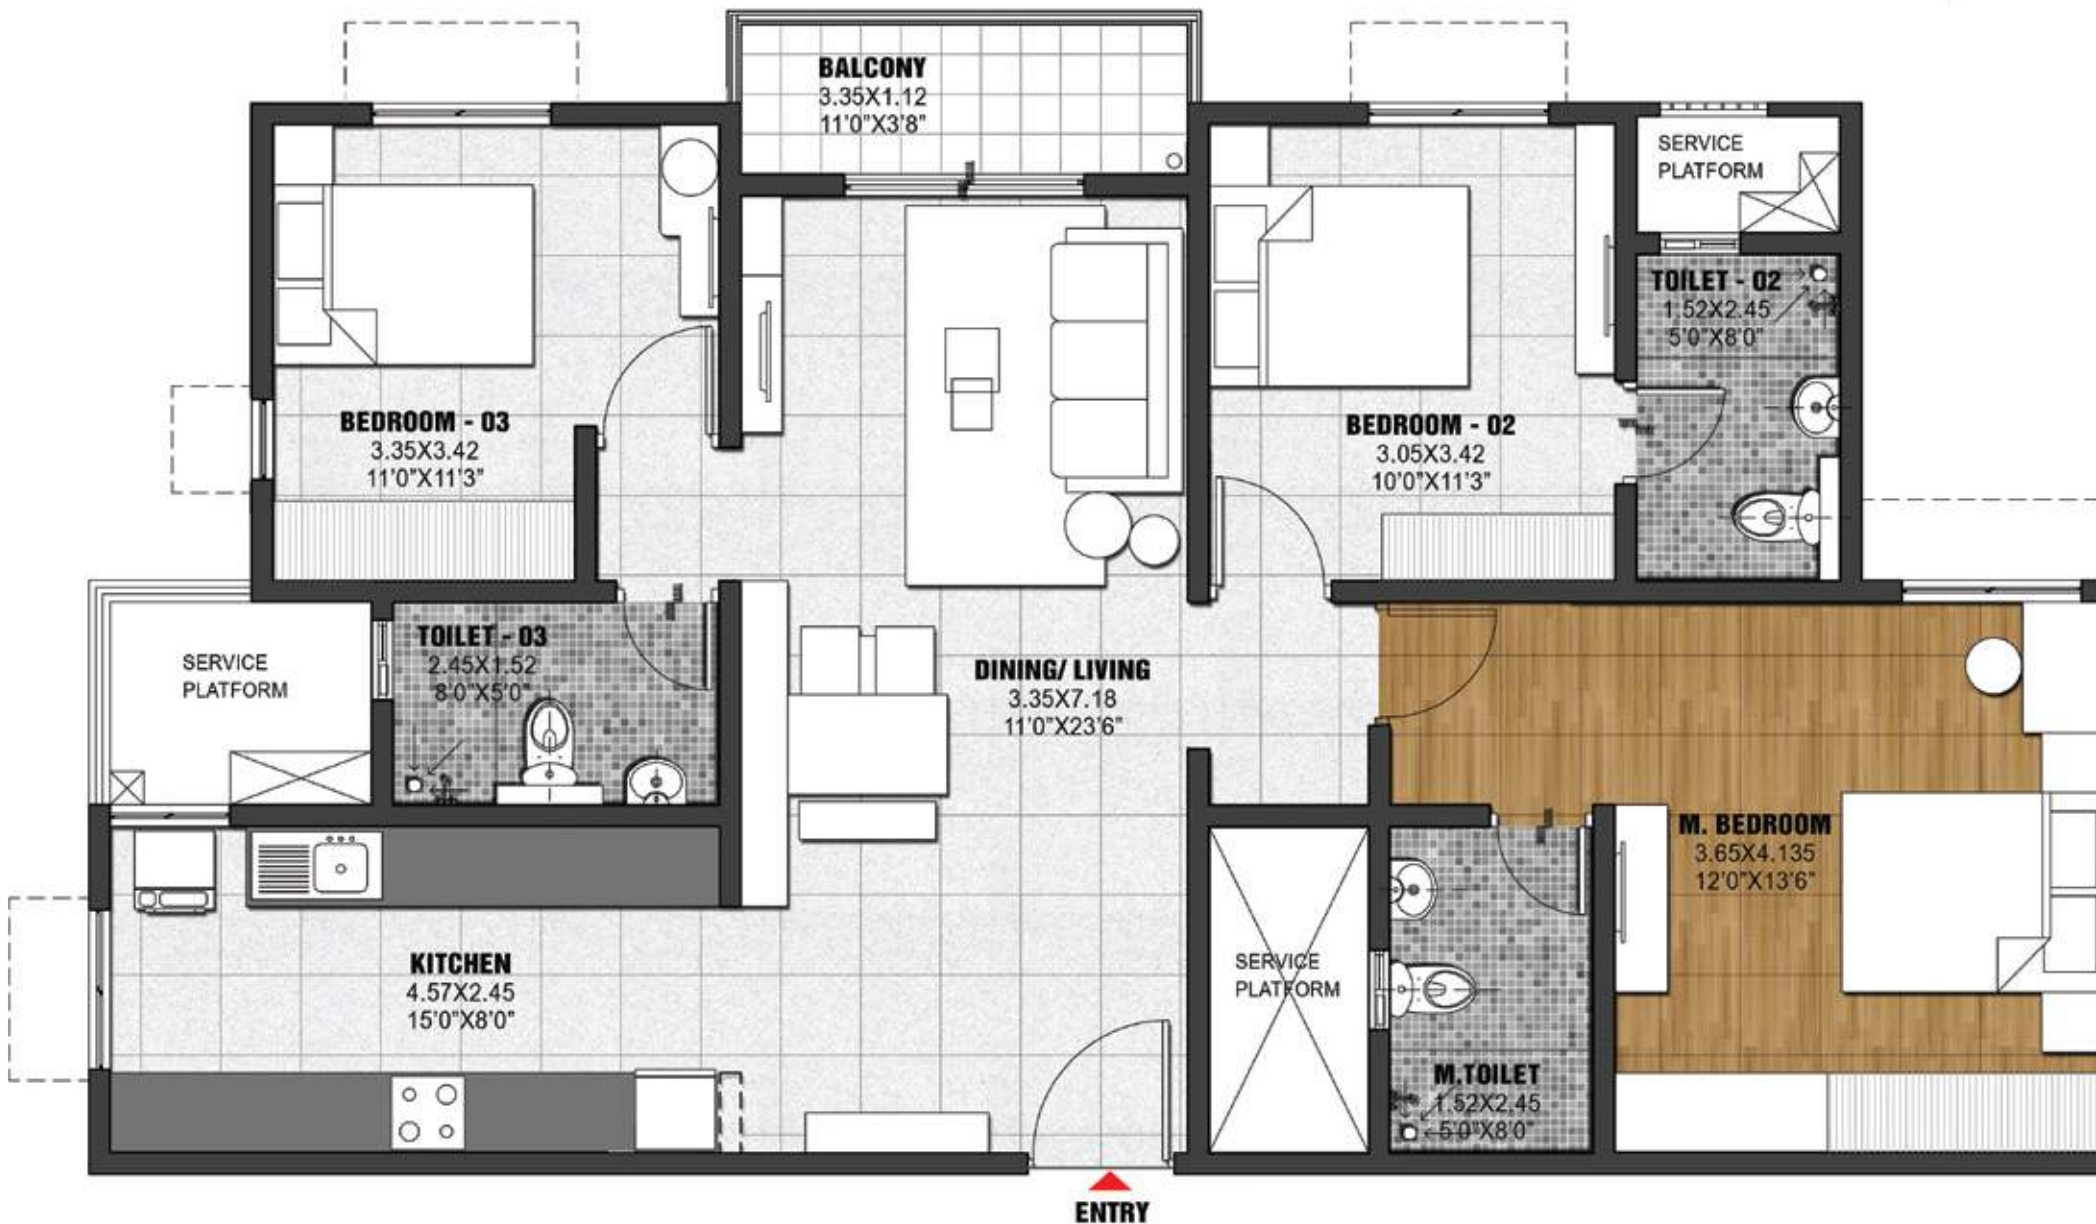 BALCONY
3.35X1.12
11'0"X3'8"
SERVICE
PLATFORM
TOILET - 02
1.52X2.45
5'0"X8'0"
BEDROOM - 03
3.35X3.42
11'0"X11'3"
BEDROOM - 02
3.05X3.42
10'0"X11'3"
SERVICE
PLATFORM
TOILET - 03
2.45X1.52
8'0"X5'0"
DINING/ LIVING
3.35X7.18
11'0"X23'6"
M. BEDROOM
3.65X4.135
12'0"X13'6"
KITCHEN
4.57X2.45
15'0"X8'0"
SERVICE
PLATFORM
M.TOILET
1.52X2.45
5'0"X8'0"
ENTRY